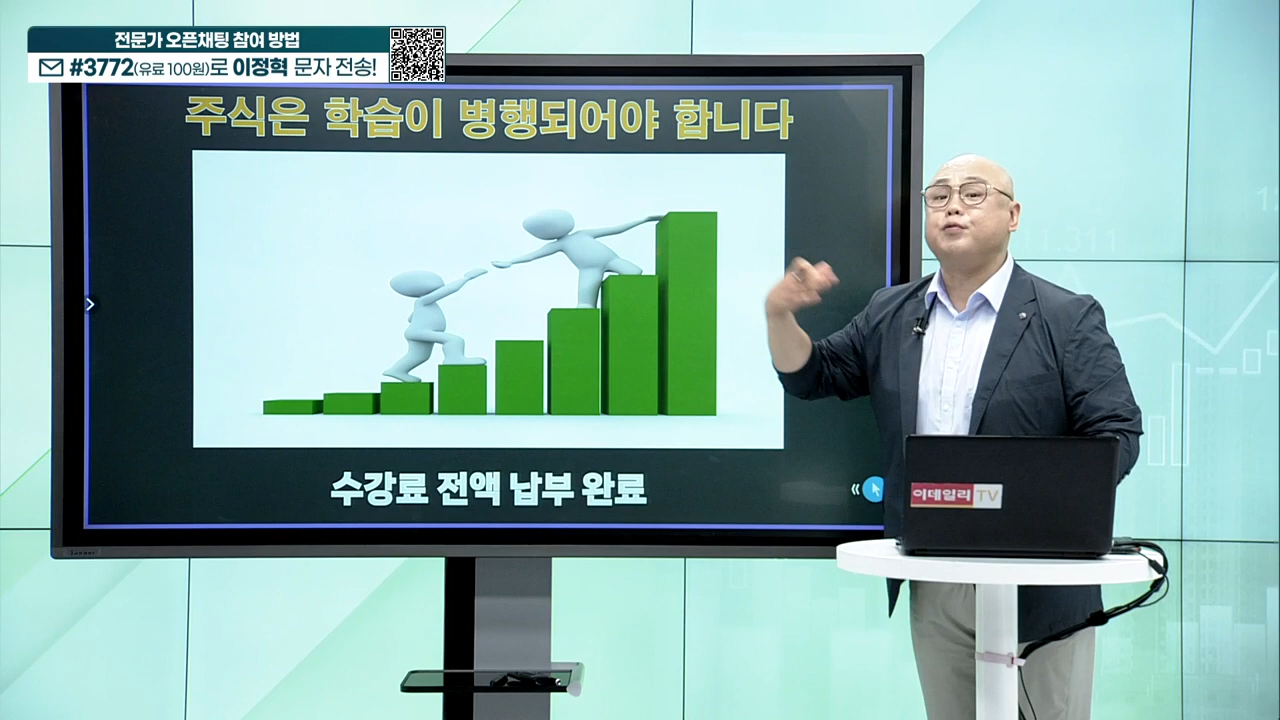 전문가 오픈채팅 참여 방법
#3772(유료 100원)로 이정혁 문자 전송!
주식은 학습이 병행되어야 합니다
수강료 전액 납부 완료
이데일리TV
11.311